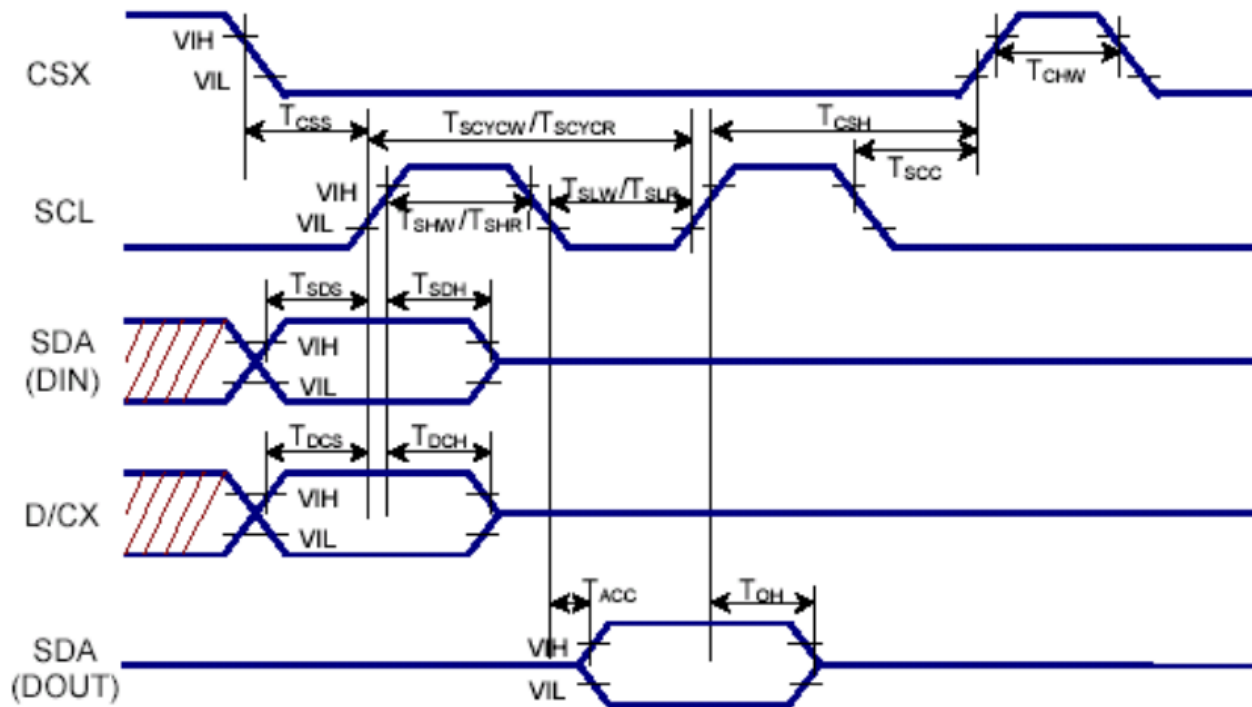 CSX
VIH
VIL
TCHW
TCSS
TSCYCW/TSCYCR
TCSH
TSCC
SCL
VIH
VIL
TSHW/TSHR
TSLW/TSLR
TSDS
TSDH
SDA
(DIN)
VIH
VIL
TDCS
TDCH
D/CX
VIH
VIL
TACC
TOH
SDA
(DOUT)
VIH
VIL